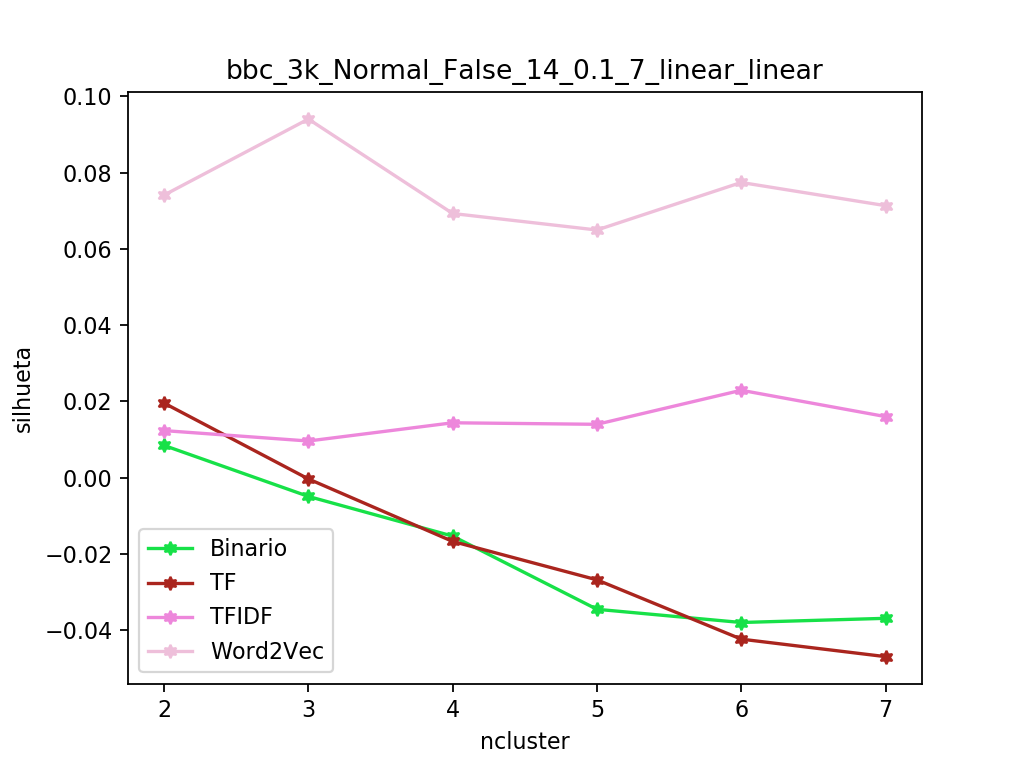 bbc_3k_Normal_False_14_0.1_7_linear_linear
0.10
0.08
0.06
0.04
0.02
0.00
−0.02
−0.04
silhueta
Binario
TF
TFIDF
Word2Vec
2 3 4 5 6 7
ncluster